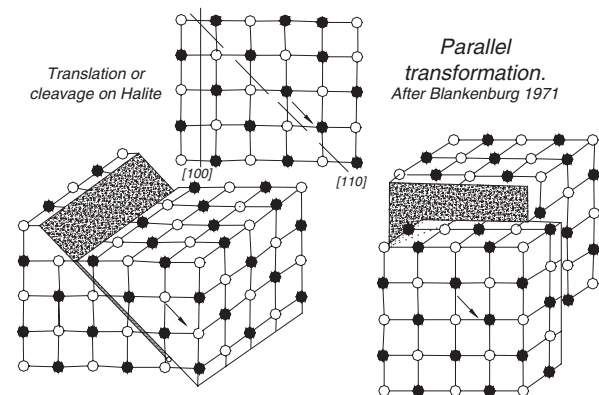 Translation or
cleavage on Halite
[100]
[110]
Parallel
transformation.
After Blankenburg 1971